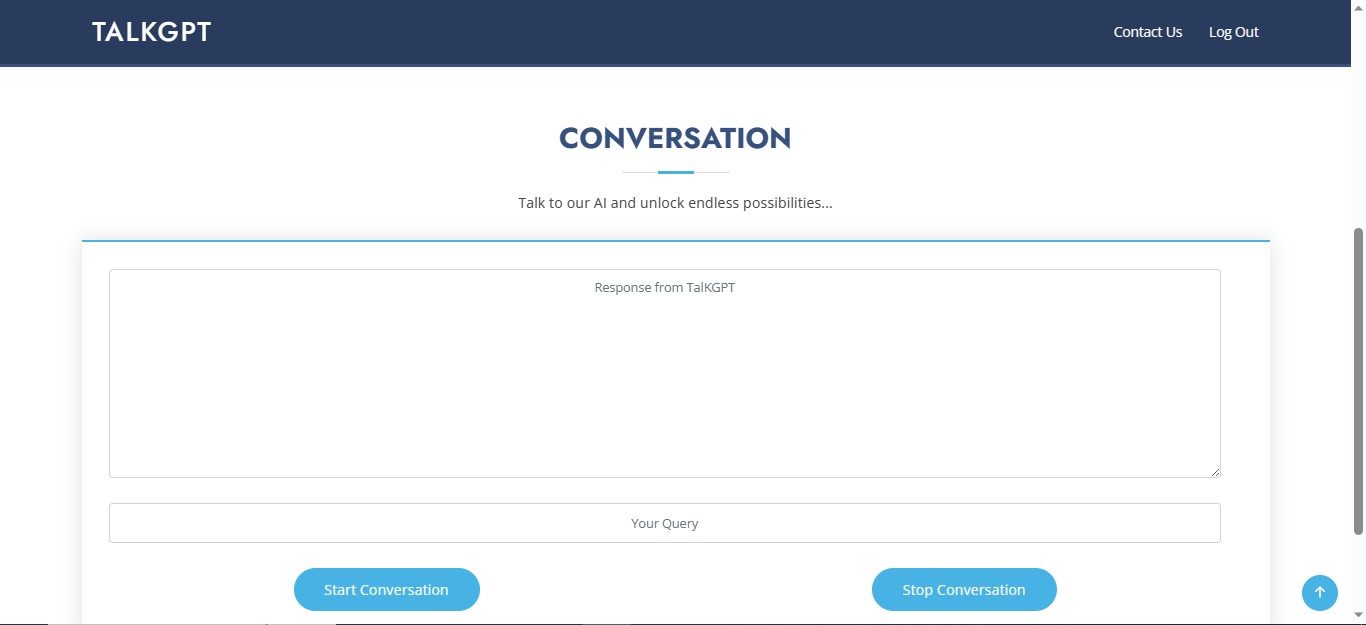 TALKGPT
Contact Us
Log Out
CONVERSATION
Talk to our AI and unlock endless possibilities...
Response from TalKGPT
Your Query
Start Conversation
Stop Conversation